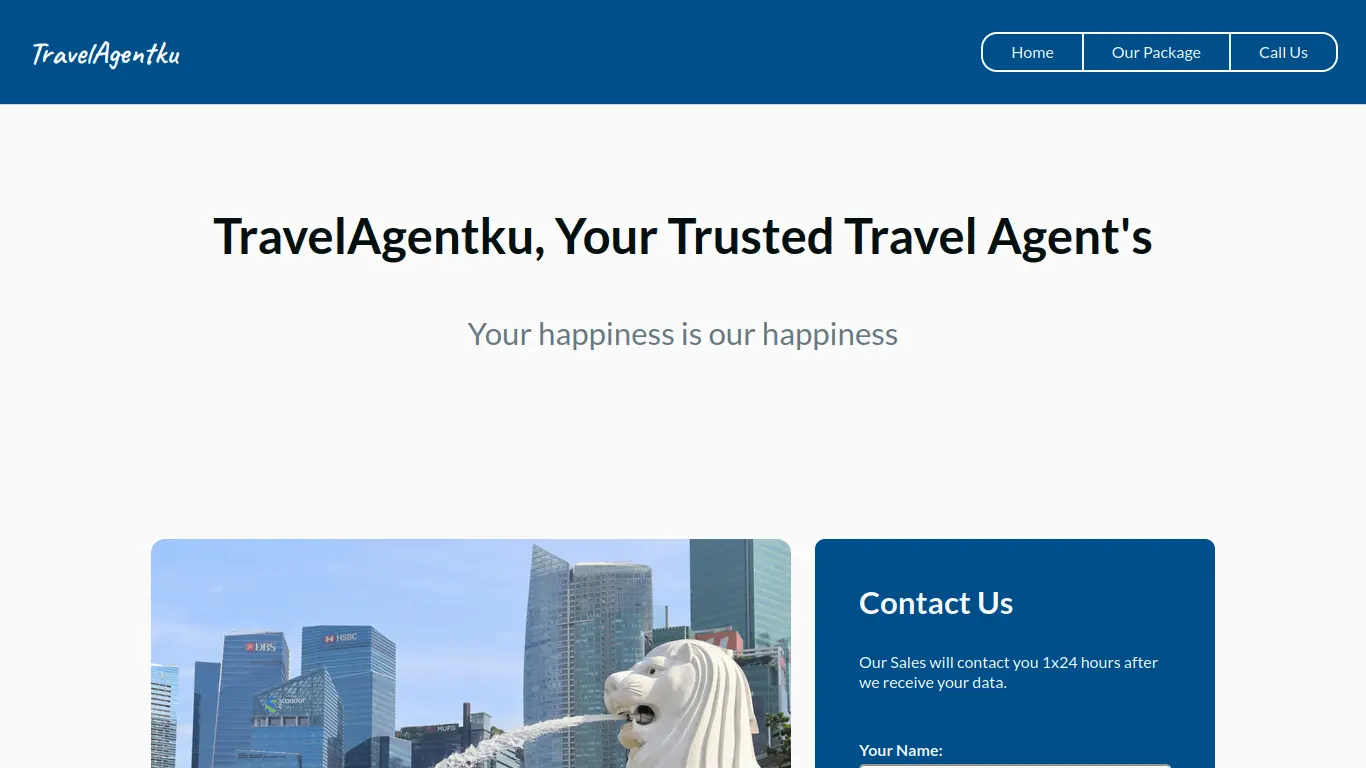 TravelAgentku
Home
Our Package
Call Us
TravelAgentku, Your Trusted Travel Agent's
Your happiness is our happiness
DBS
HSBC
MUFG
Contact Us
Our Sales will contact you 1x24 hours after
we receive your data.
Your Name: